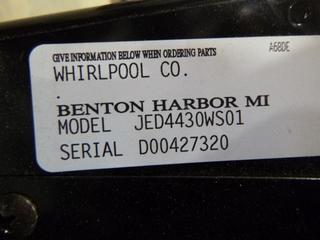 GIVE INFORMATION BELOW WHEN ORDERING PARTS
A68DE
WHIRLPOOL CO.
.
BENTON HARBOR MI
MODEL JED4430WS01
SERIAL D00427320